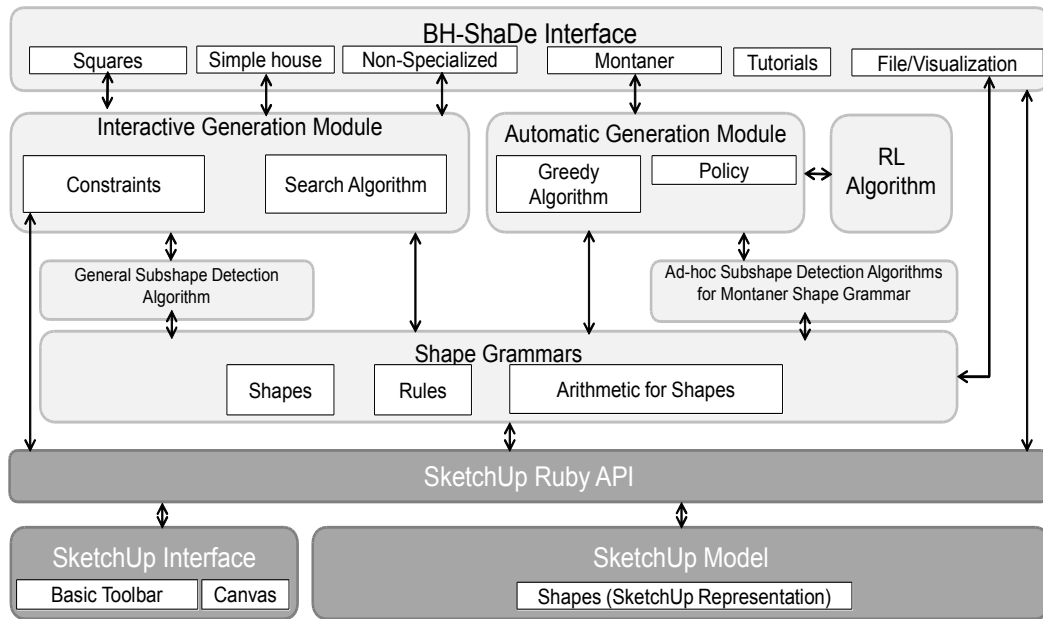 BH-ShaDe Interface
Squares
Simple house
Non-Specialized
Montaner
Tutorials
File/Visualization
Interactive Generation Module
Constraints
Search Algorithm
Automatic Generation Module
Greedy
Algorithm
Policy
RL
Algorithm
General Subshape Detection
Algorithm
Ad-hoc Subshape Detection Algorithms
for Montaner Shape Grammar
Shape Grammars
Shapes
Rules
Arithmetic for Shapes
SketchUp Ruby API
SketchUp Interface
Basic Toolbar
Canvas
SketchUp Model
Shapes (SketchUp Representation)